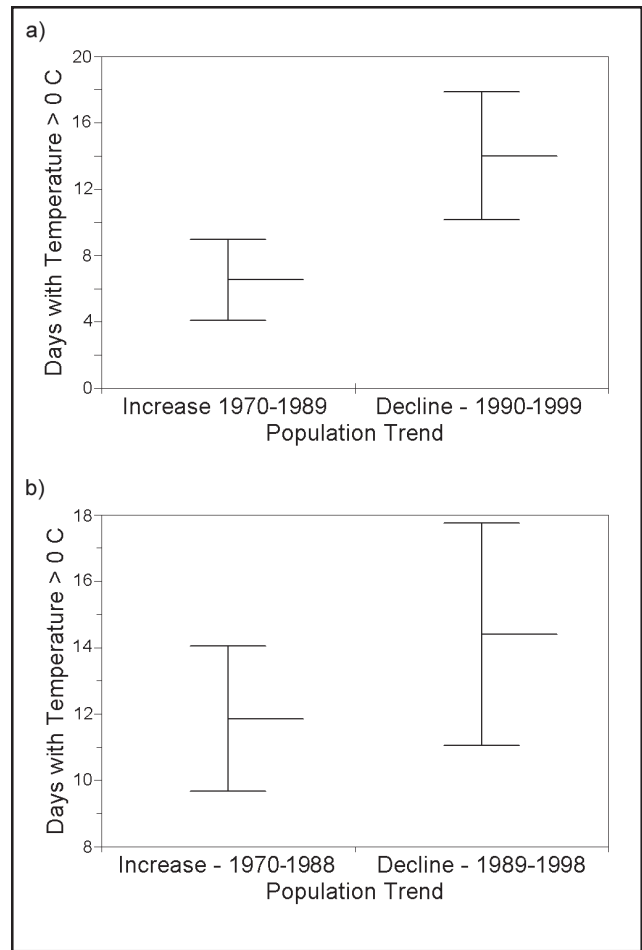 a)
Days with Temperature > 0 C
20
16
12
8
4
0
Increase 1970-1989 Decline - 1990-1999
Population Trend
b)
Days with Temperature > 0 C
18
16
14
12
10
8
Increase - 1970-1988 Decline - 1989-1998
Population Trend